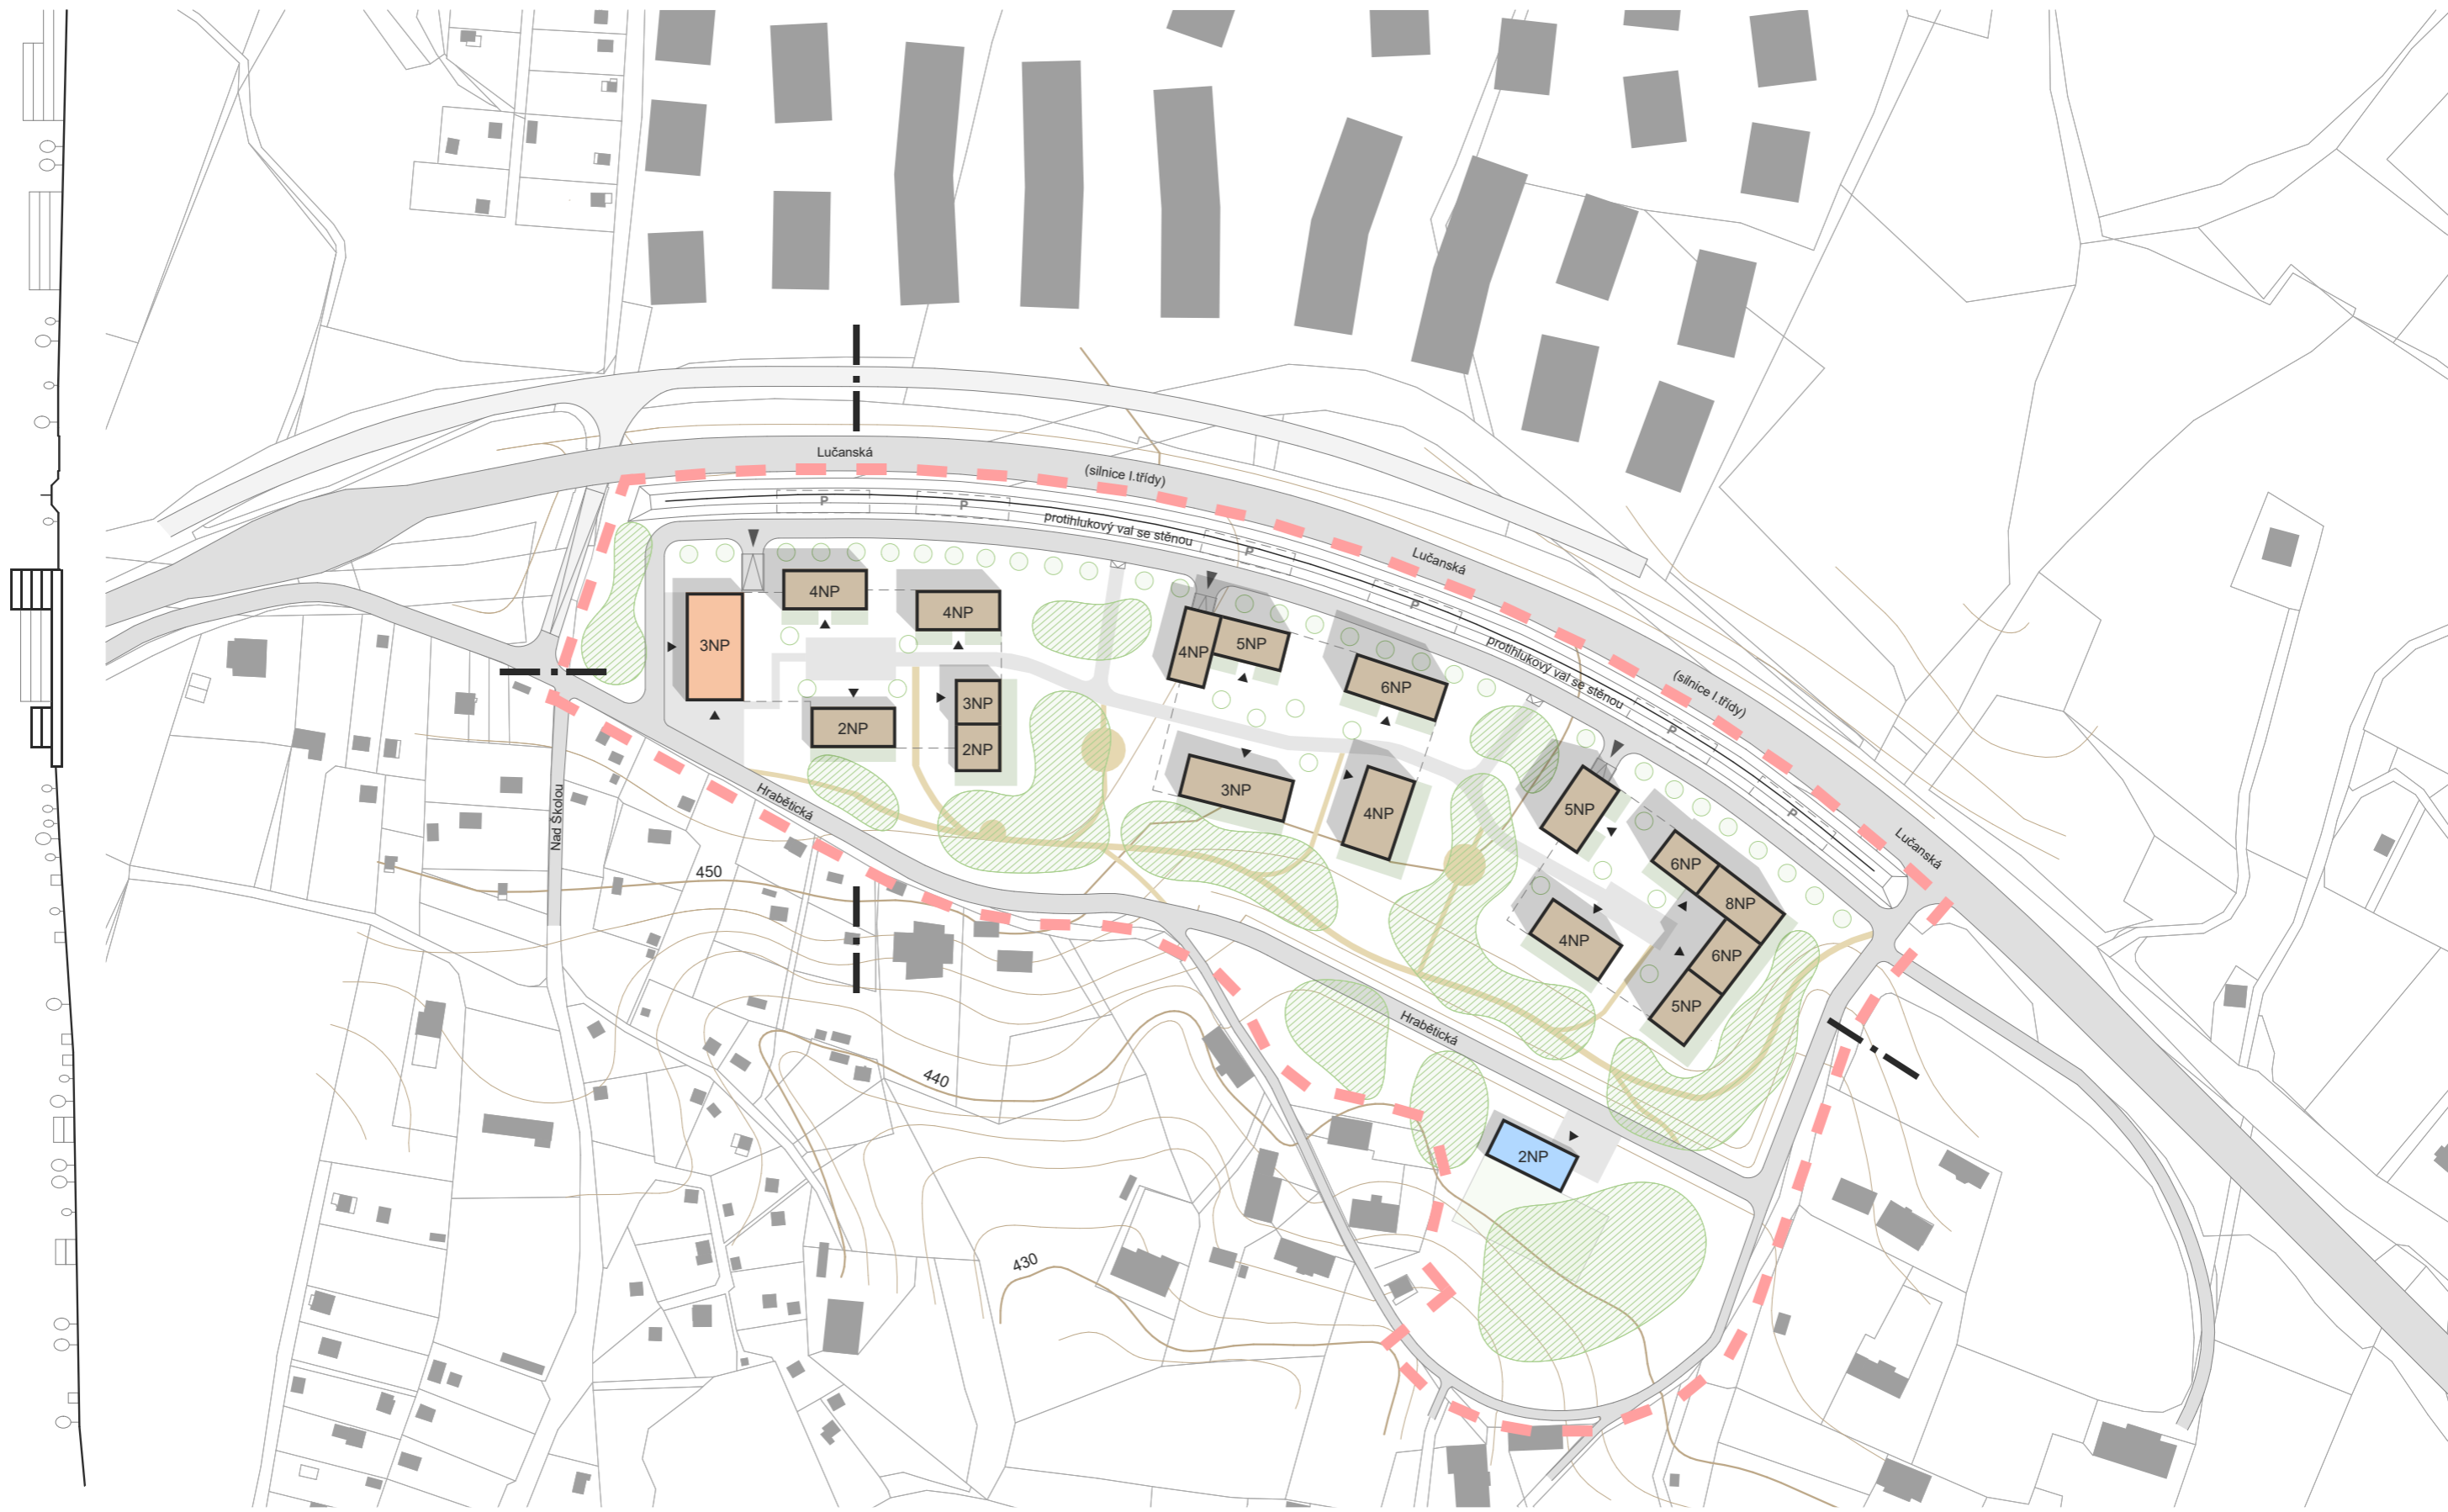 Lučanská
(silnice I.třídy)
P
P
protihlukový val se stěnou
P
Lučanská
P
4NP
4NP
3NP
4NP
5NP
6NP
protihlukový val se stěnou
(silnice I.třídy)
3NP
2NP
2NP
P
Nad Školou
Hrabětická
3NP
4NP
5NP
P
Lučanská
450
6NP
8NP
4NP
6NP
5NP
Hrabětická
440
2NP
430